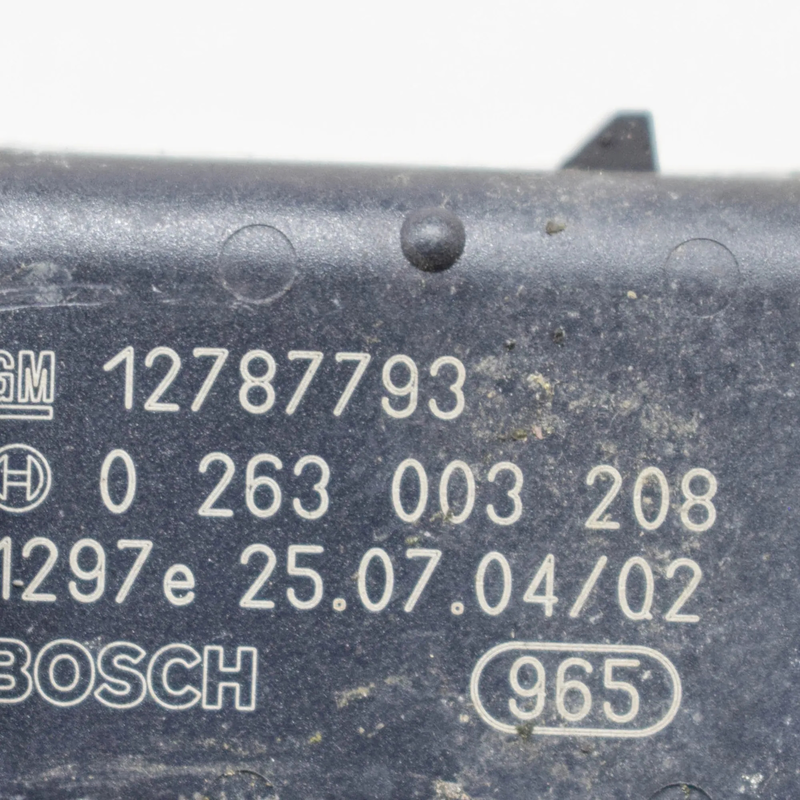 GM 12787793
0 263 003 208
1297e 25.07.04/02
BOSCH 965